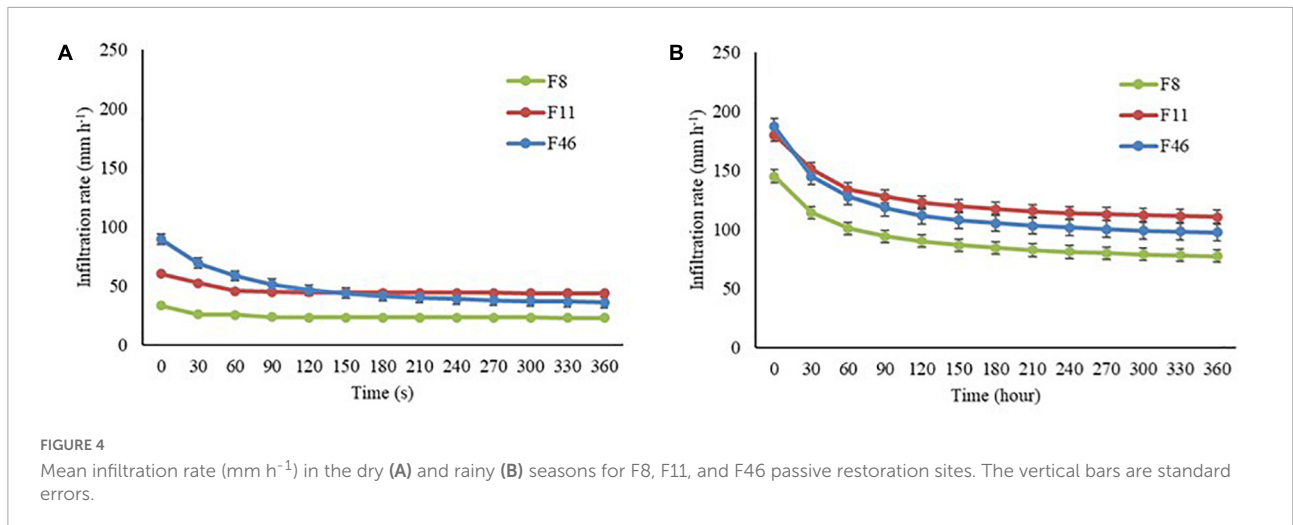 A
250
200
150
100
50
0
Infiltration rate (mm h-1)
F8
F11
F46
0 30 60 90 120 150 180 210 240 270 300 330 360
Time (s)
B
250
200
150
100
50
0
Infiltration rate (mm h-1)
F8
F11
F46
0 30 60 90 120 150 180 210 240 270 300 330 360
Time (hour)
FIGURE 4
Mean infiltration rate (mm h-1) in the dry (A) and rainy (B) seasons for F8, F11, and F46 passive restoration sites. The vertical bars are standard
errors.